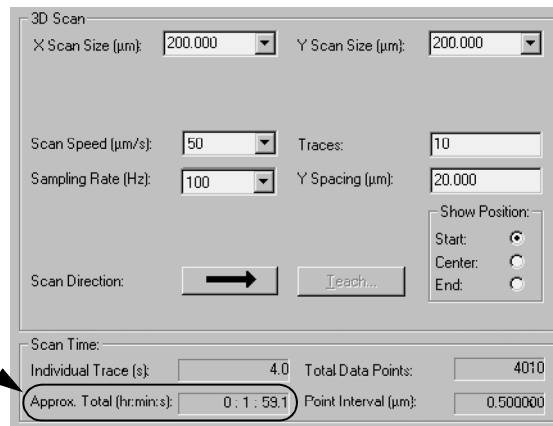 3D Scan
X Scan Size (µm): 200.000 Y Scan Size (µm): 200.000
Scan Speed (µm/s): 50 Traces: 10
Sampling Rate (Hz): 100 Y Spacing (µm): 20.000
Show Position:
Start:
Center:
Scan Direction: Teach... End:
Scan Time:
Individual Trace (s): 4.0 Total Data Points: 4010
Approx. Total (hr:min:s): 0 : 1 : 59.1 Point Interval (µm): 0.500000